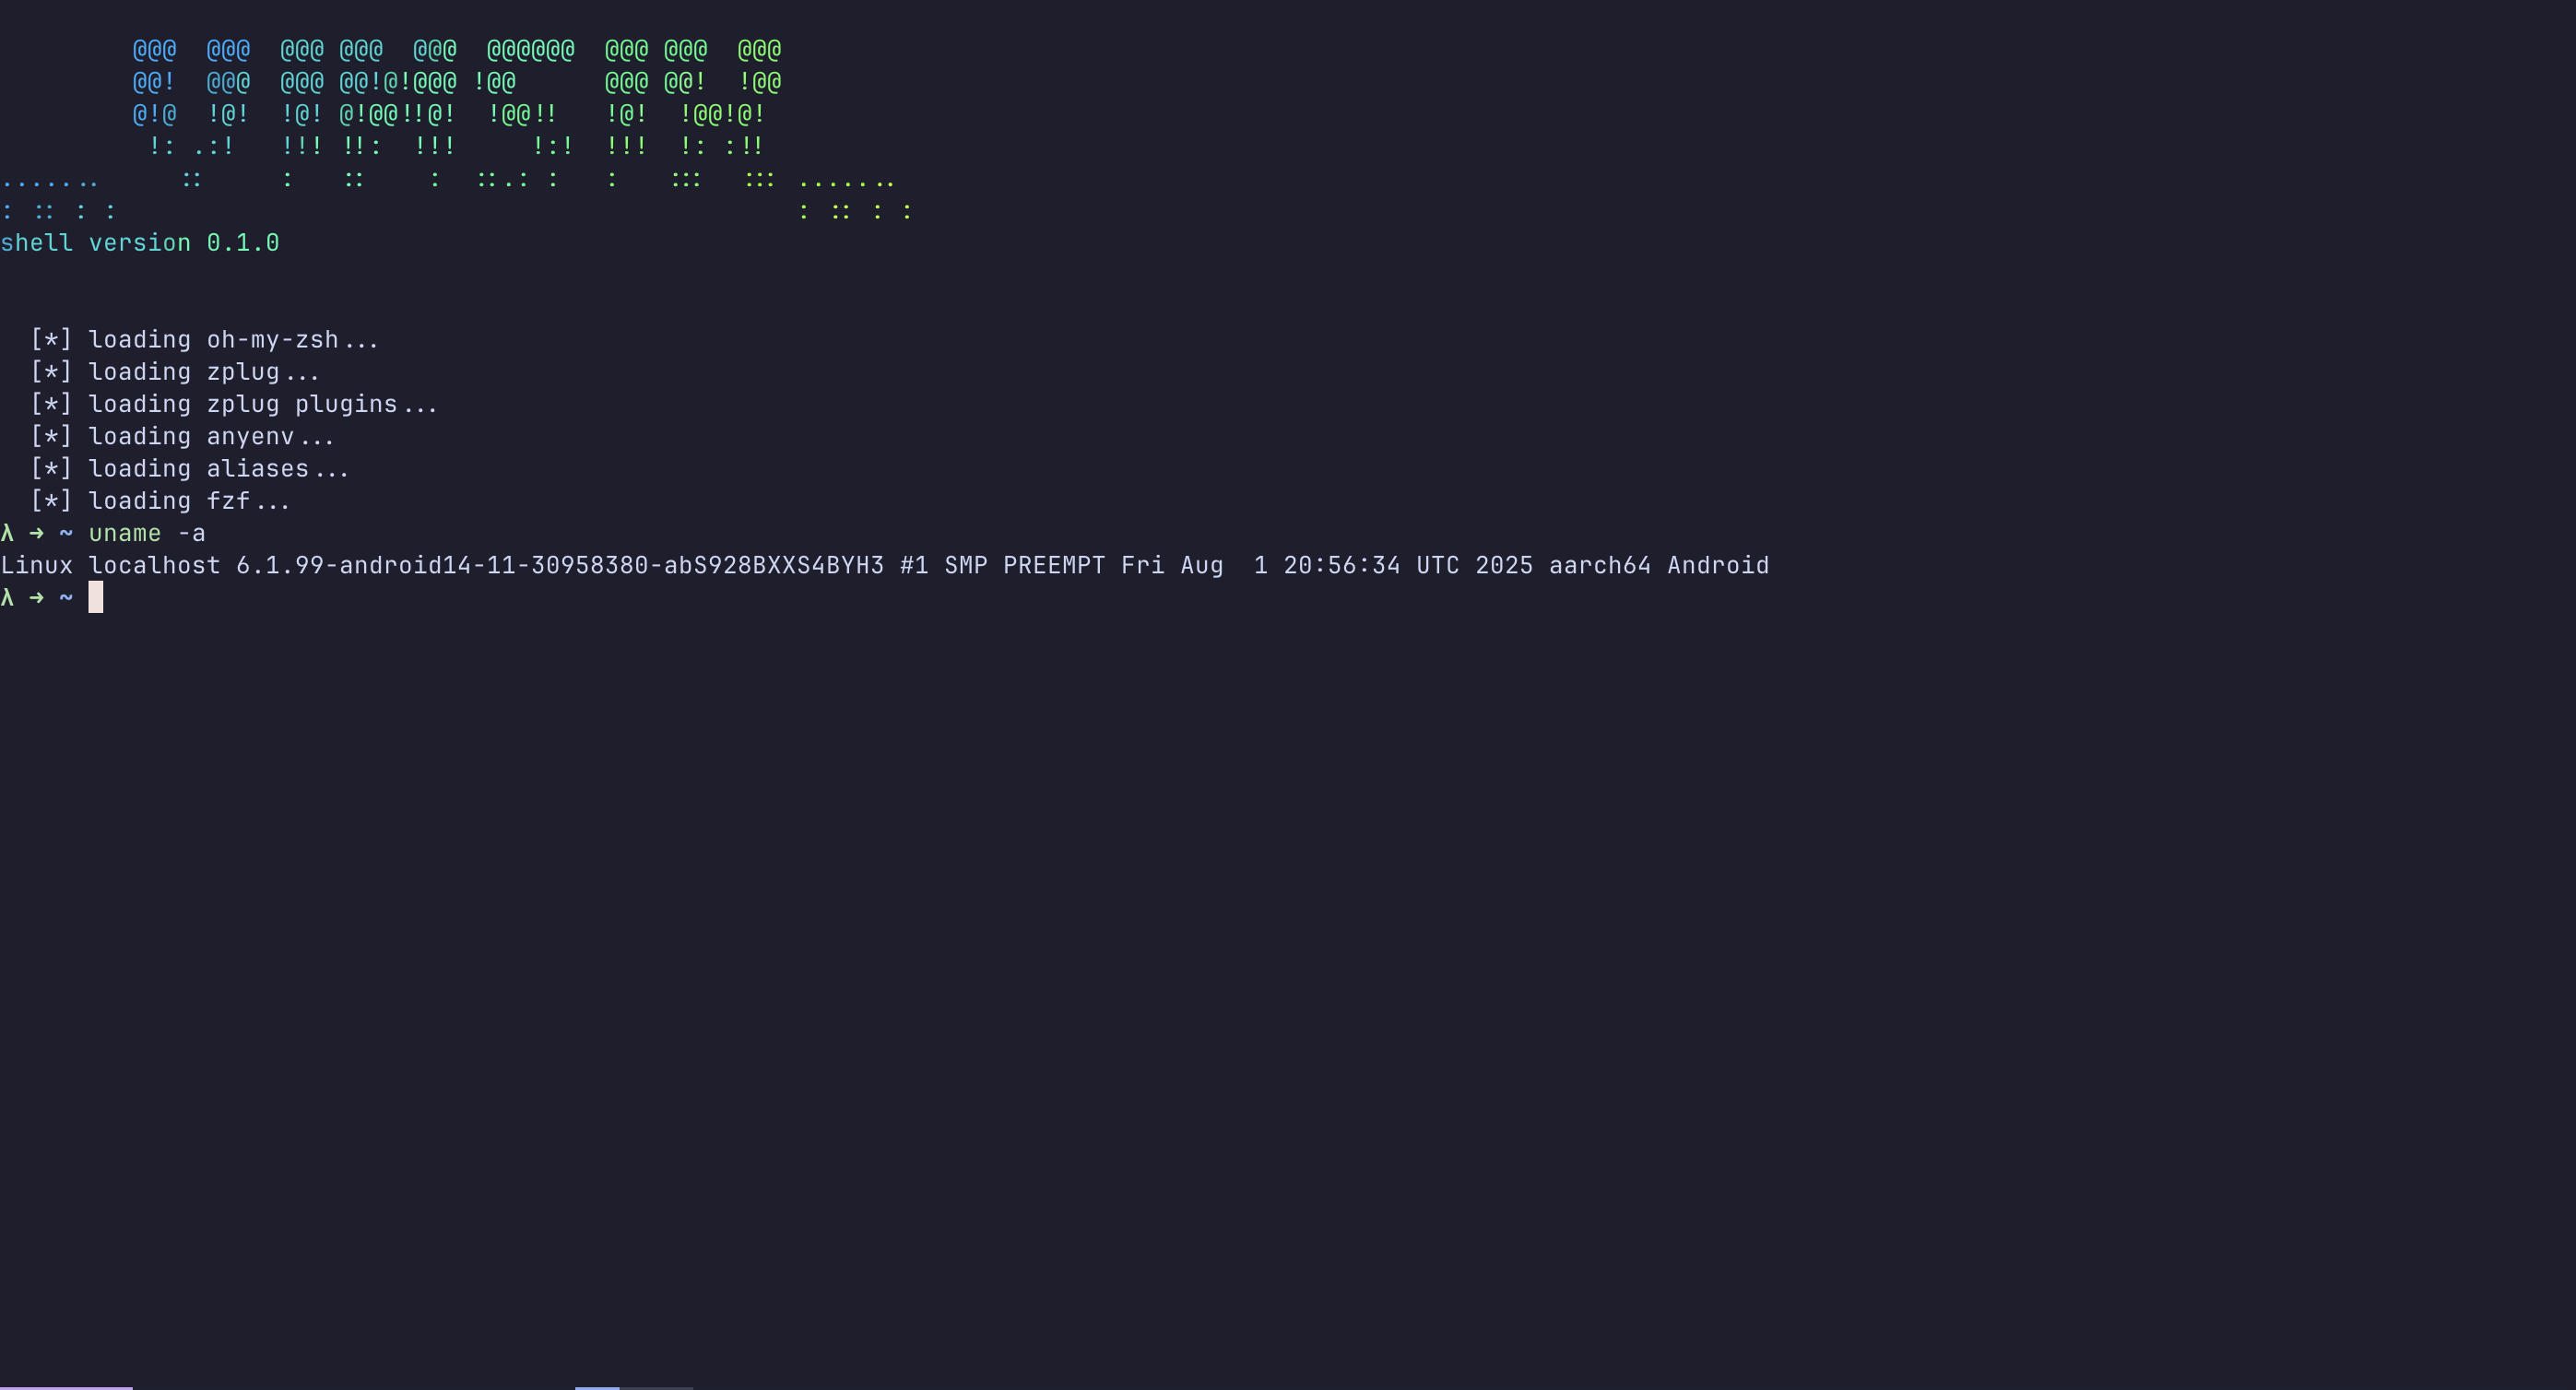 @@@  @@@  @@@ @@@  @@@  @@@@@@  @@@ @@@  @@@
@@!  @@@  @@@ @@!@!@@@ !@@      @@@ @@!  !@@
@!@  !@!  !@! @!@@!!@!  !@@!!   !@!  !@@!@!
!: .:!   !!! !!:  !!!     !:!  !!!  !: :!!
.......     ::     :   ::    :  ::.: :   :   :::  ::: .......
: :: : :                                              : :: : :
shell version 0.1.0
[*] loading oh-my-zsh...
[*] loading zplug...
[*] loading zplug plugins...
[*] loading anyenv...
[*] loading aliases...
[*] loading fzf...
λ → ~ uname -a
Linux localhost 6.1.99-android14-11-30958380-abS928BXXS4BYH3 #1 SMP PREEMPT Fri Aug  1 20:56:34 UTC 2025 aarch64 Android
λ → ~